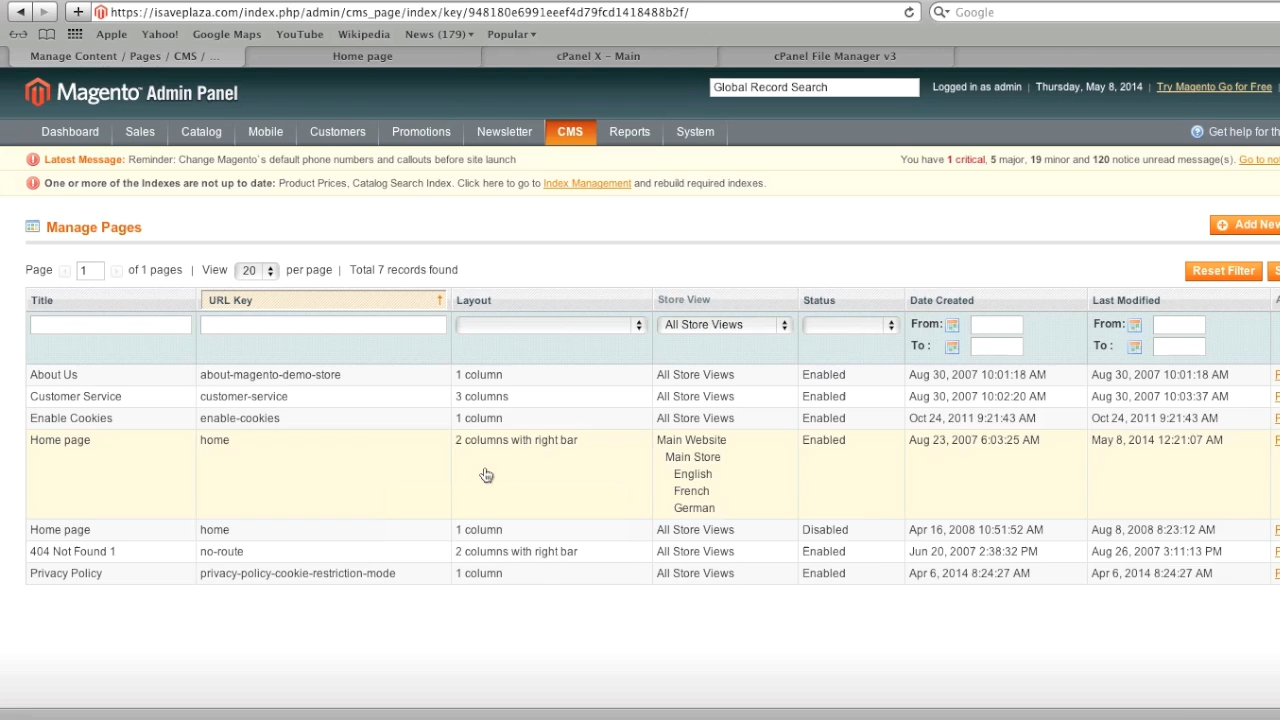 https://isaveplaza.com/index.php/admin/cms_page/index/key/948180e6991eeef4d79fcd1418488b2f/ Google
Apple Yahoo! Google Maps YouTube Wikipedia News (179) Popular
Manage Content / Pages / CMS / ... Home page cPanel X – Main cPanel File Manager v3
Magento Admin Panel Global Record Search Logged in as admin | Thursday, May 8, 2014 | Try Magento Go for Free |
Dashboard Sales Catalog Mobile Customers Promotions Newsletter CMS Reports System Get help for th
Latest Message: Reminder: Change Magento`s default phone numbers and callouts before site launch You have 1 critical, 5 major, 19 minor and 120 notice unread message(s). Go to no
One or more of the Indexes are not up to date: Product Prices, Catalog Search Index. Click here to go to Index Management and rebuild required indexes.
Manage Pages Add New
Page 1 of 1 pages | View 20 per page | Total 7 records found Reset Filter S
Title URL Key Layout Store View Status Date Created Last Modified A
All Store Views From: From:
To : To :
About Us about-magento-demo-store 1 column All Store Views Enabled Aug 30, 2007 10:01:18 AM Aug 30, 2007 10:01:18 AM P
Customer Service customer-service 3 columns All Store Views Enabled Aug 30, 2007 10:02:20 AM Aug 30, 2007 10:03:37 AM P
Enable Cookies enable-cookies 1 column All Store Views Enabled Oct 24, 2011 9:21:43 AM Oct 24, 2011 9:21:43 AM P
Home page home 2 columns with right bar Main Website Enabled Aug 23, 2007 6:03:25 AM May 8, 2014 12:21:07 AM P
Main Store
English
French
German
Home page home 1 column All Store Views Disabled Apr 16, 2008 10:51:52 AM Aug 8, 2008 8:23:12 AM P
404 Not Found 1 no-route 2 columns with right bar All Store Views Enabled Jun 20, 2007 2:38:32 PM Aug 26, 2007 3:11:13 PM P
Privacy Policy privacy-policy-cookie-restriction-mode 1 column All Store Views Enabled Apr 6, 2014 8:24:27 AM Apr 6, 2014 8:24:27 AM P